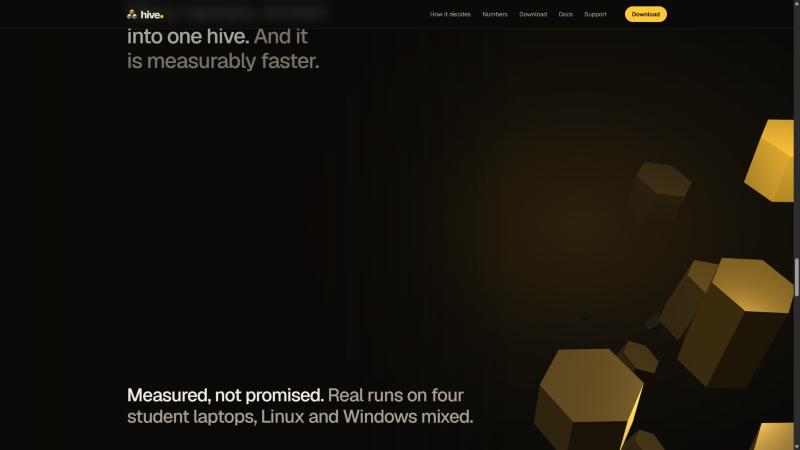 hive.
How it decides
Numbers
Download
Docs
Support
Download
into one hive. And it
is measurably faster.
Measured, not promised. Real runs on four
student laptops, Linux and Windows mixed.